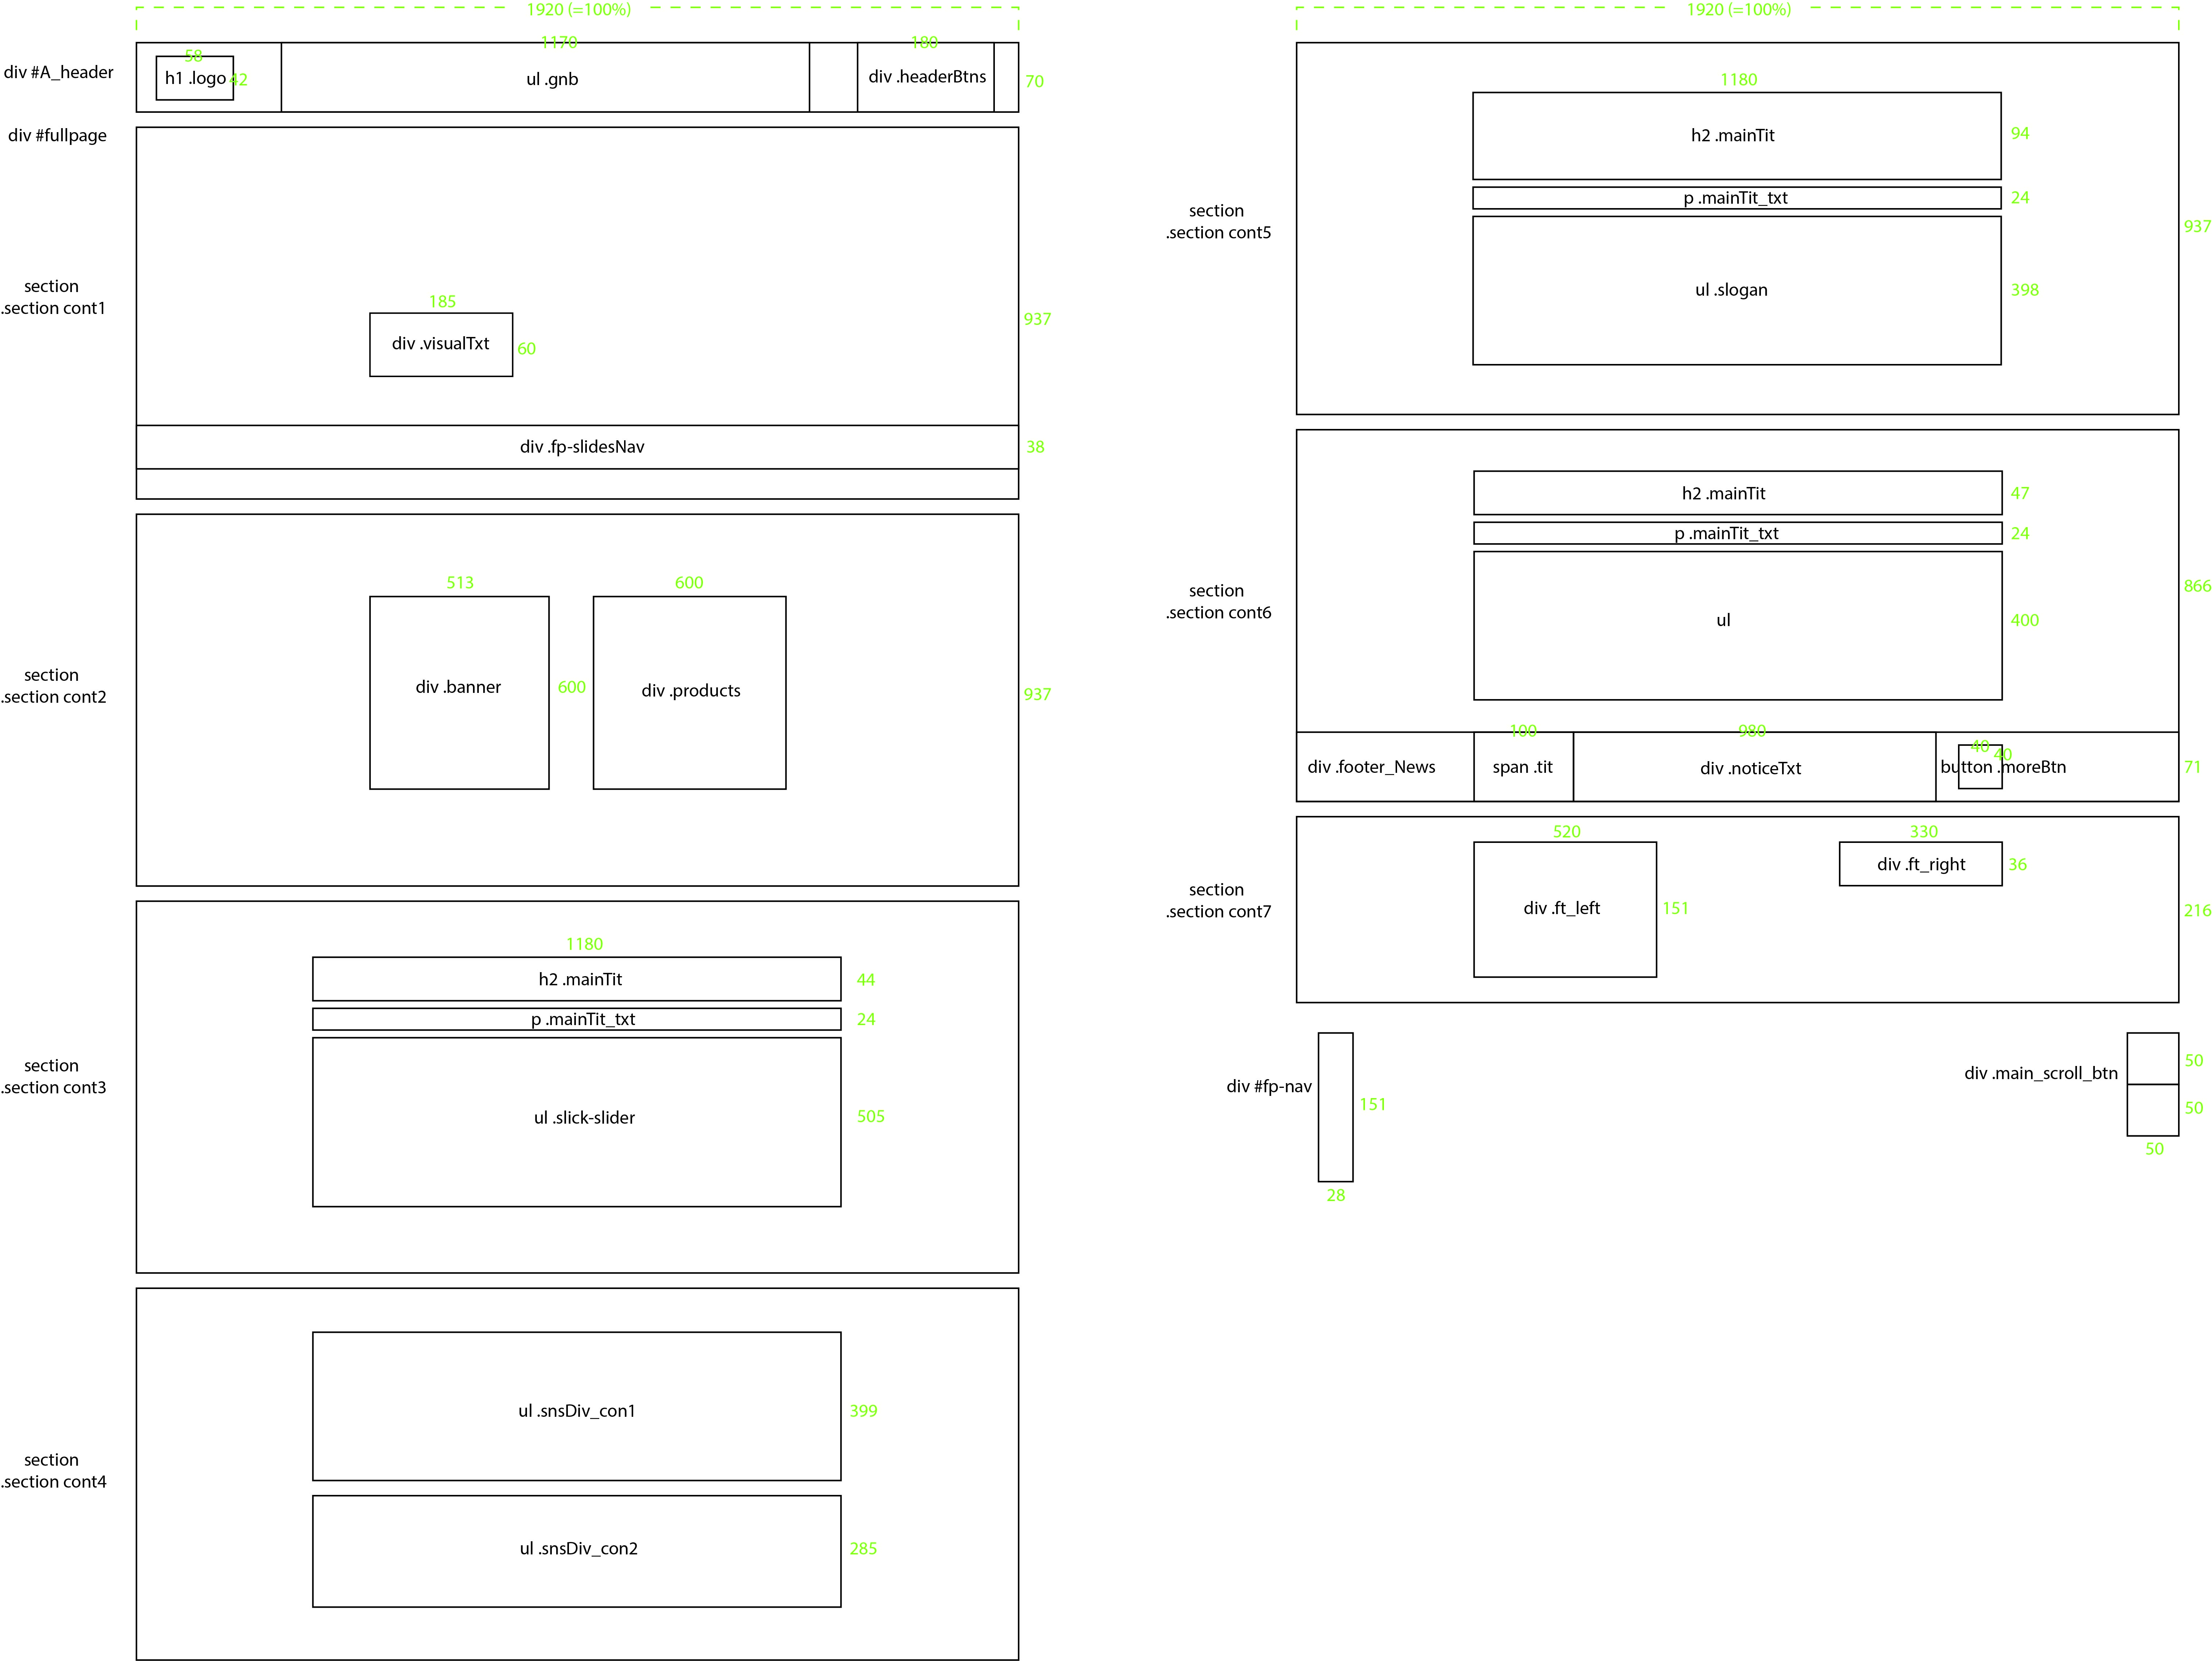 1920 (=100%)
div #A_header
58
h1 .logo
42
1170
ul .gnb
180
div .headerBtns
70
div #fullpage
section
.section cont1
185
div .visualTxt
60
937
div .fp-slidesNav
38
section
.section cont2
513
div .banner
600
600
div .products
937
section
.section cont3
1180
h2 .mainTit
44
p .mainTit_txt
24
ul .slick-slider
505
section
.section cont4
ul .snsDiv_con1
399
ul .snsDiv_con2
285
1920 (=100%)
section
.section cont5
1180
h2 .mainTit
94
p .mainTit_txt
24
ul .slogan
398
937
section
.section cont6
h2 .mainTit
47
p .mainTit_txt
24
ul
400
866
div .footer_News
100
span .tit
980
div .noticeTxt
40
40
button .moreBtn
71
section
.section cont7
520
div .ft_left
151
330
div .ft_right
36
216
div #fp-nav
151
28
div .main_scroll_btn
50
50
50